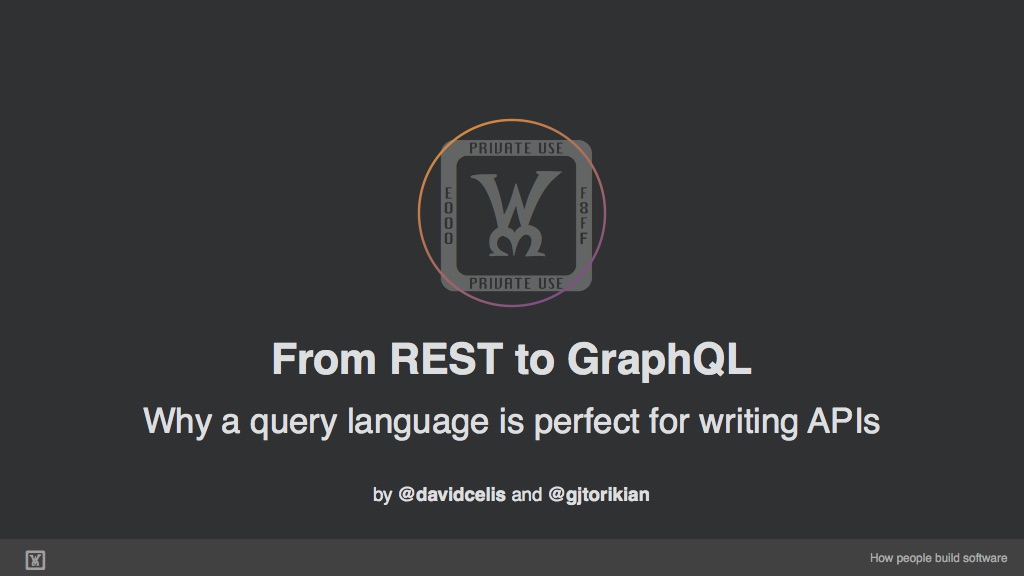 PRIVATE USE
E000
F8FF
PRIVATE USE
From REST to GraphQL
Why a query language is perfect for writing APIs
by @davidcelis and @gjtorikian
How people build software